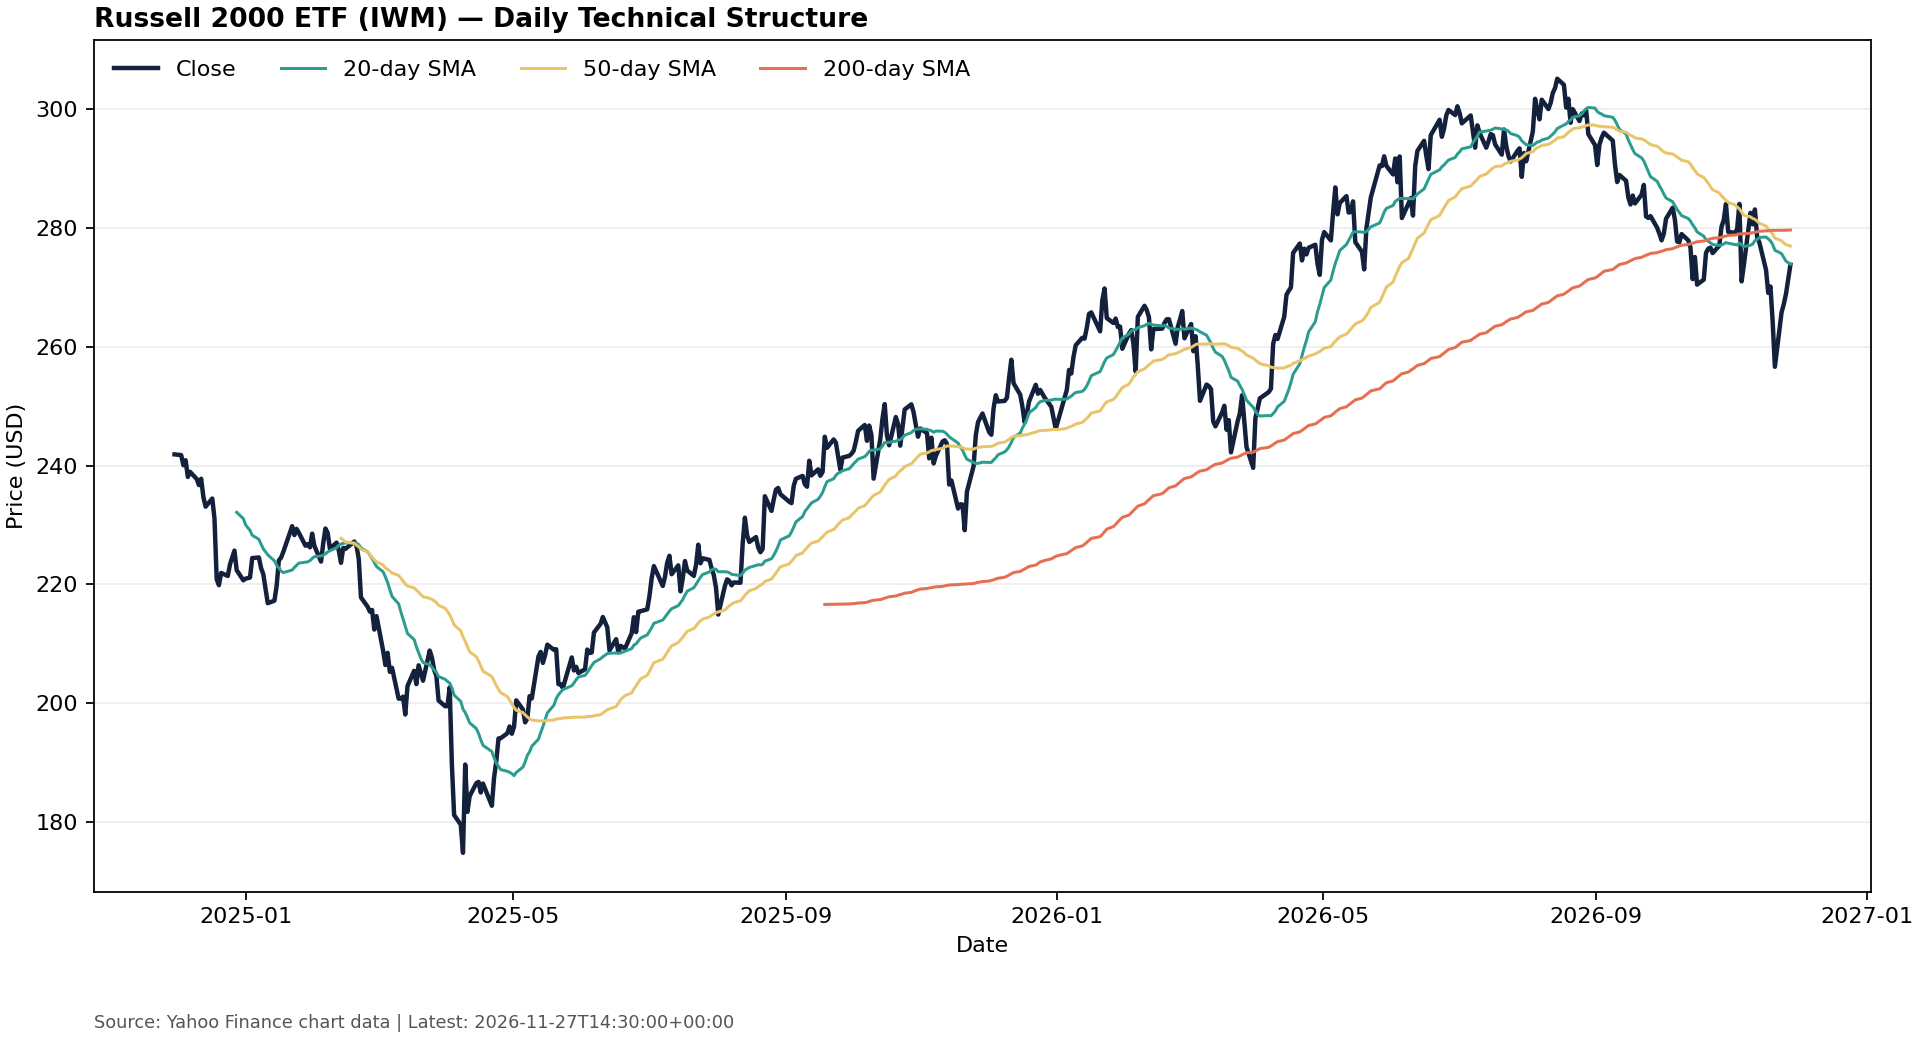 Russell 2000 ETF (IWM) — Daily Technical Structure
Close 20-day SMA 50-day SMA 200-day SMA
300
280
260
240
220
200
180
Price (USD)
2025-01 2025-05 2025-09 2026-01 2026-05 2026-09 2027-01
Date
Source: Yahoo Finance chart data | Latest: 2026-11-27T14:30:00+00:00